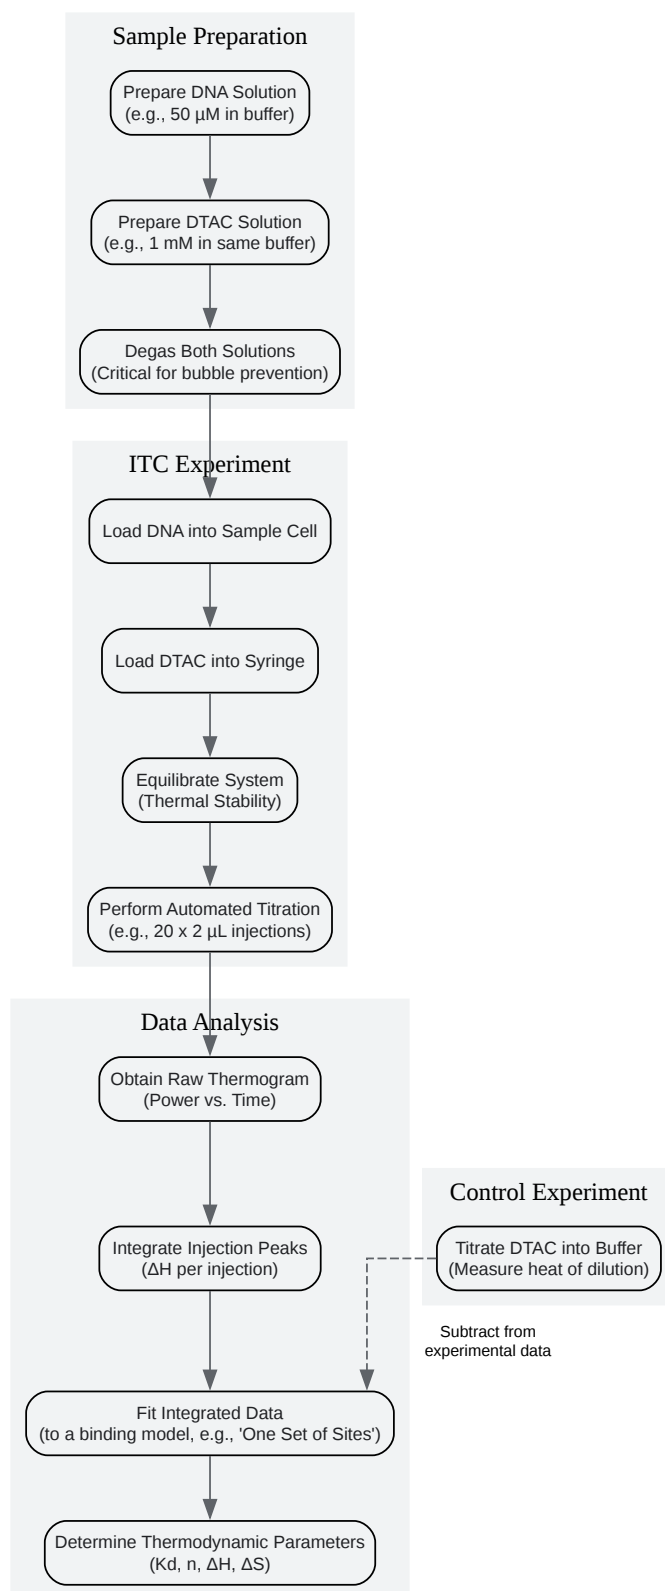 Sample Preparation
Prepare DNA Solution
(e.g., 50 µM in buffer)
Prepare DTAC Solution
(e.g., 1 mM in same buffer)
Degas Both Solutions
(Critical for bubble prevention)
ITC Experiment
Load DNA into Sample Cell
Load DTAC into Syringe
Equilibrate System
(Thermal Stability)
Perform Automated Titration
(e.g., 20 x 2 µL injections)
Data Analysis
Obtain Raw Thermogram
(Power vs. Time)
Control Experiment
Integrate Injection Peaks
(ΔH per injection)
Titrate DTAC into Buffer
(Measure heat of dilution)
Subtract from
experimental data
Fit Integrated Data
(to a binding model, e.g., 'One Set of Sites')
Determine Thermodynamic Parameters
(Kd, n, ΔH, ΔS)